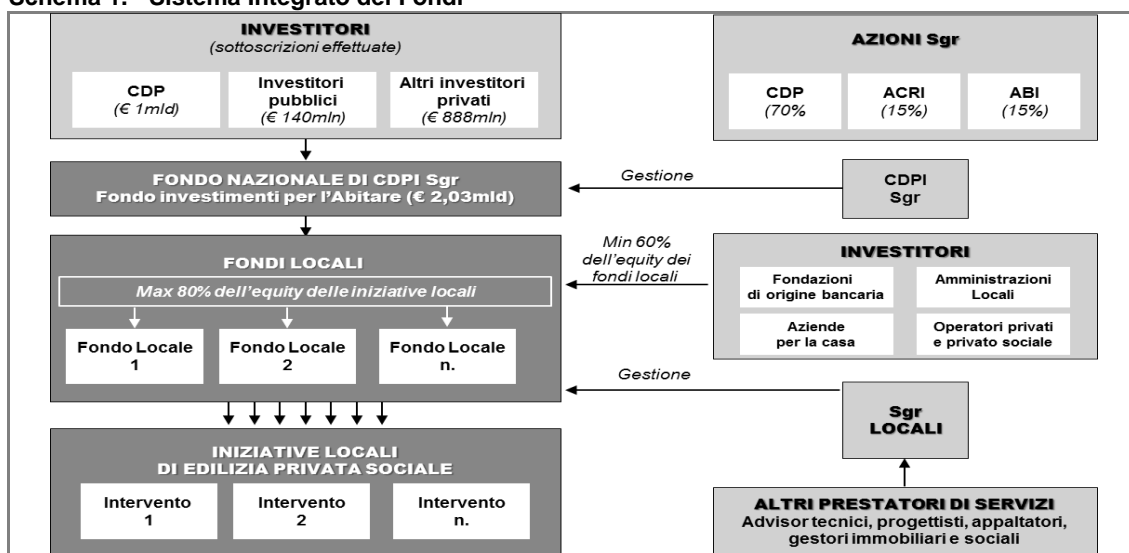 Schema 1. Sistema Integrato dei Fondi
INVESTITORI
(sottoscrizioni effettuate)
CDP
(€ 1mld)
Investitori
pubblici
(€ 140mln)
Altri investitori
privati
(€ 888mln)
AZIONI Sgr
CDP
(70%
ACRI
(15%)
ABI
(15%)
FONDO NAZIONALE DI CDPI Sgr
Fondo investimenti per l'Abitare (€ 2,03mld)
Gestione
CDPI
Sgr
FONDI LOCALI
Max 80% dell'equity delle iniziative locali
Fondo Locale
1
Fondo Locale
2
Fondo Locale
n.
Min 60%
dell'equity dei
fondi locali
INVESTITORI
Fondazioni
di origine bancaria
Amministrazioni
Locali
Aziende
per la casa
Operatori privati
e privato sociale
Gestione
Sgr
LOCALI
INIZIATIVE LOCALI
DI EDILIZIA PRIVATA SOCIALE
Intervento
1
Intervento
2
Intervento
n.
ALTRI PRESTATORI DI SERVIZI
Advisor tecnici, progettisti, appaltatori,
gestori immobiliari e sociali